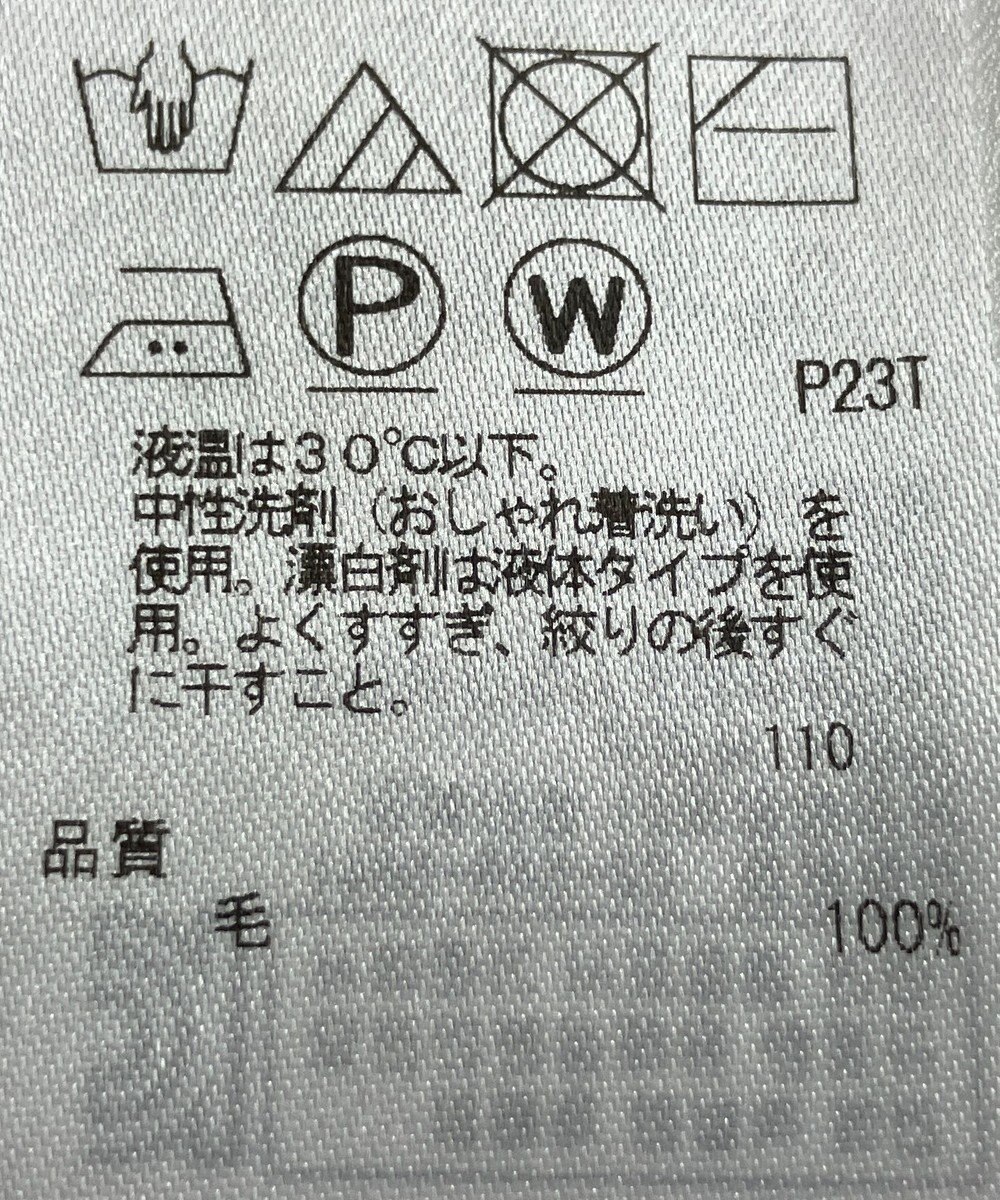 P W
P23T
液温は30℃以下。
中性洗剤（おしゃれ着洗い）を
使用。漂白剤は液体タイプを使
用。よくすすぎ、絞りの後すぐ
に干すこと。
110
品質
毛 100%